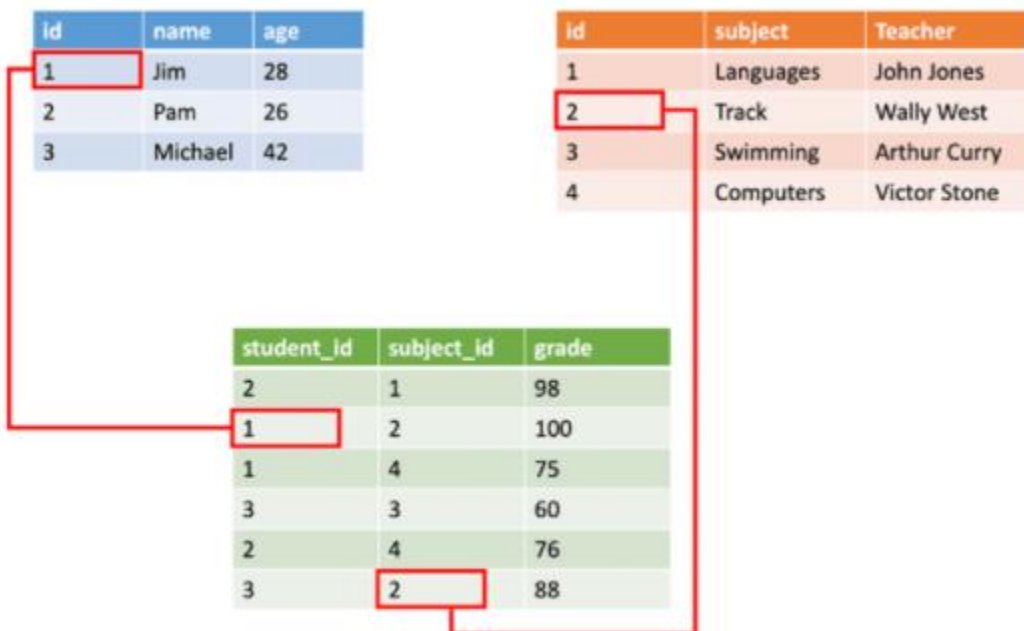 id name age
1 Jim 28
2 Pam 26
3 Michael 42
id subject Teacher
1 Languages John Jones
2 Track Wally West
3 Swimming Arthur Curry
4 Computers Victor Stone
student_id subject_id grade
2 1 98
1 2 100
1 4 75
3 3 60
2 4 76
3 2 88